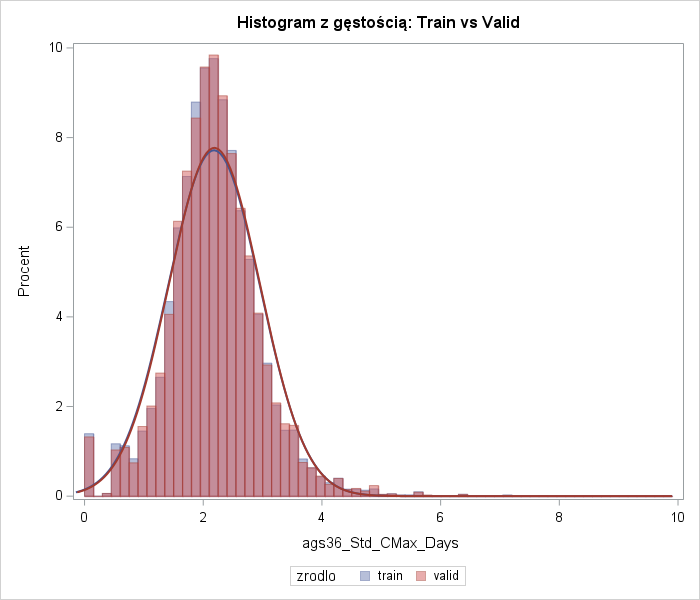 Histogram z gęstością: Train vs Valid
10
8
6
4
2
0
Procent
0 2 4 6 8 10
ags36_Std_CMax_Days
zrodlo train valid